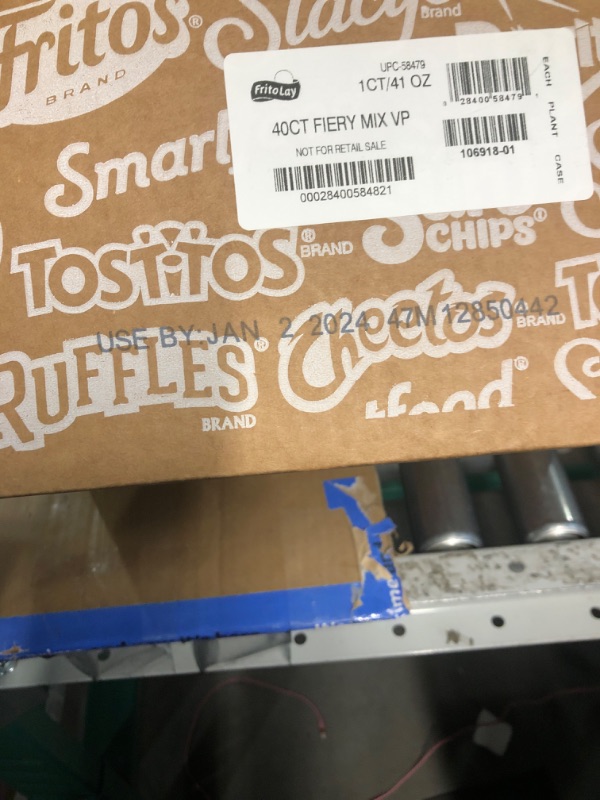 Fritos®
BRAND
Stacy's
Brand
FritoLay
UPC-58479
1CT/41 OZ
40CT FIERY MIX VP
NOT FOR RETAIL SALE
00028400584821
28400 58479
106918-01
EACH PLANT CASE
Smart
TOSTITOS®
BRAND
CHIPS®
USE BY:JAN 2 2024 47M 12850442
RUFFLES®
BRAND
Cheetos
BRAND